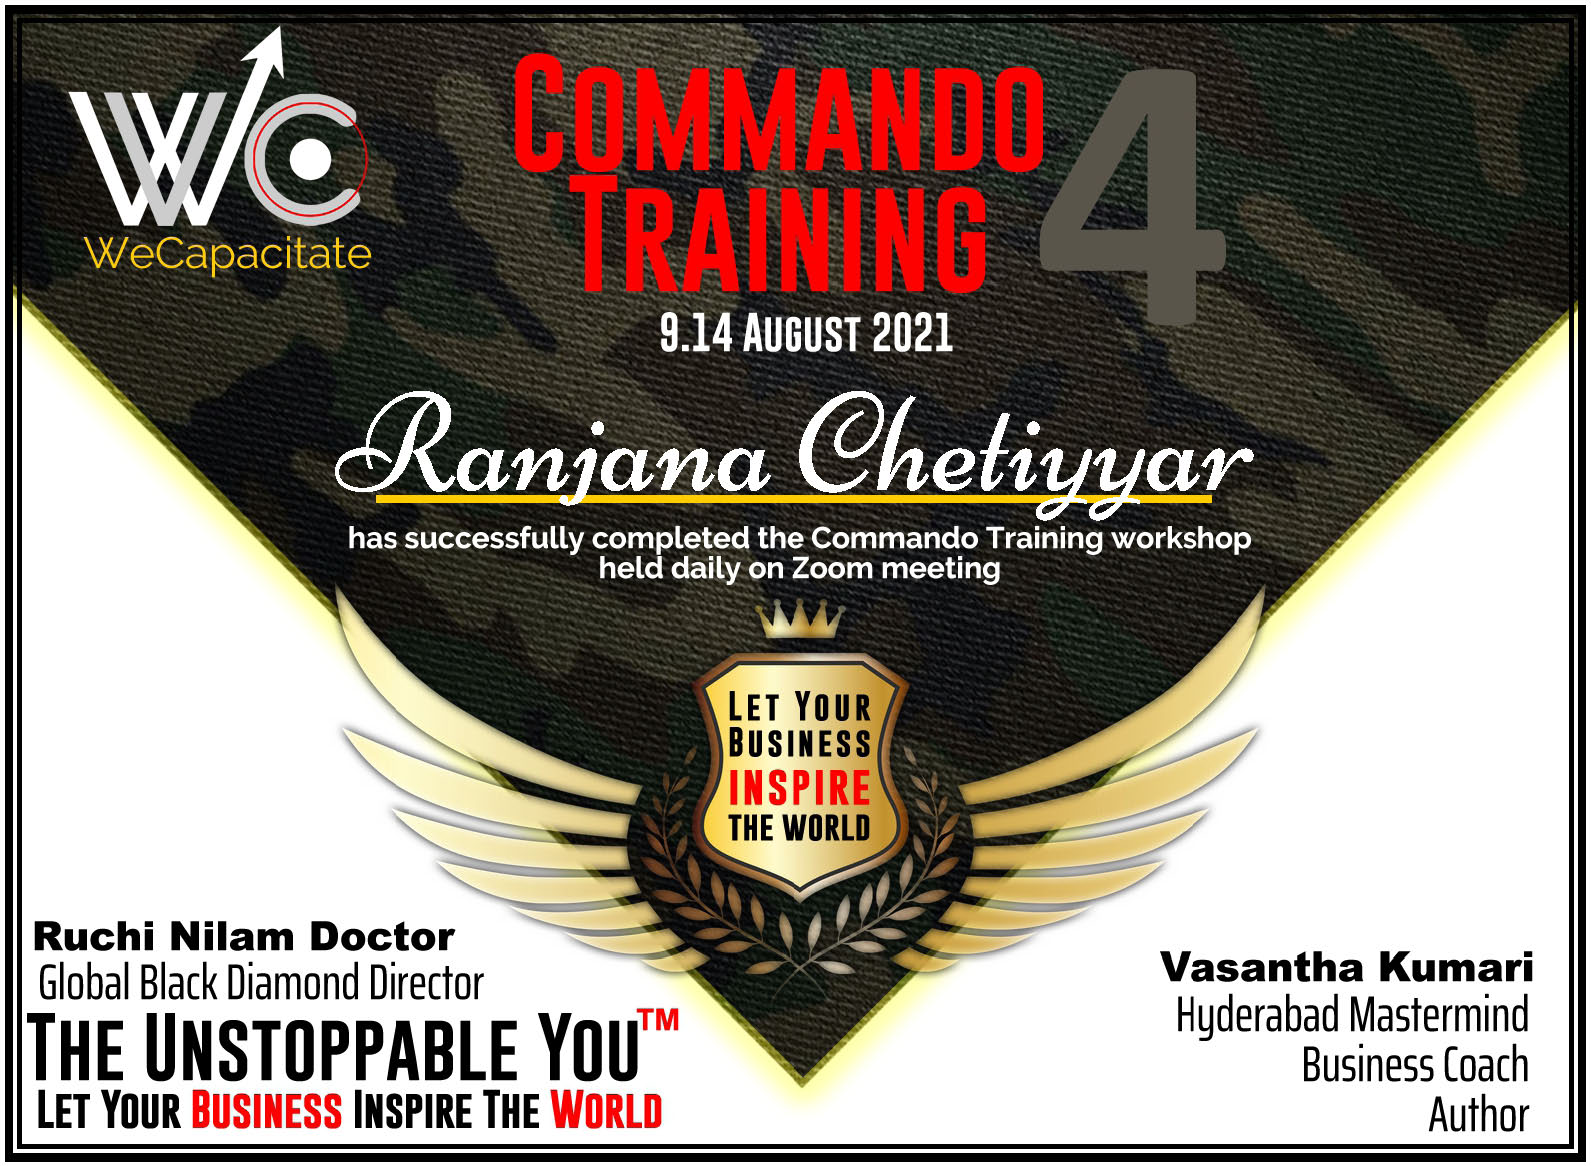 WC
WeCapacitate
COMMANDO
TRAINING
4
9.14 AUGUST 2021
Ranjana Chetiyyar
has successfully completed the Commando Training workshop
held daily on Zoom meeting
LET YOUR
BUSINESS
INSPIRE
THE WORLD
Ruchi Nilam Doctor
Global Black Diamond Director
THE UNSTOPPABLE YOU™
LET YOUR BUSINESS INSPIRE THE WORLD
Vasantha Kumari
Hyderabad Mastermind
Business Coach
Author